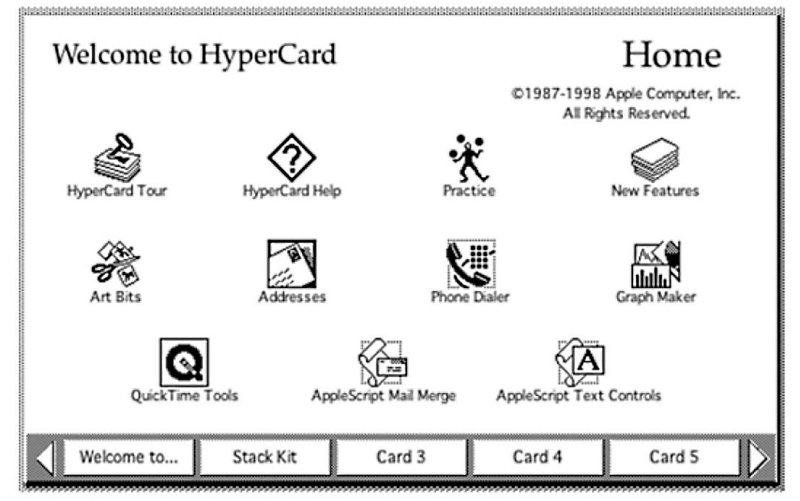 Welcome to HyperCard
Home
©1987-1998 Apple Computer, Inc.
All Rights Reserved.
HyperCard Tour
HyperCard Help
Practice
New Features
Art Bits
Addresses
Phone Dialer
Graph Maker
QuickTime Tools
AppleScript Mail Merge
A
AppleScript Text Controls
Welcome to...
Stack Kit
Card 3
Card 4
Card 5